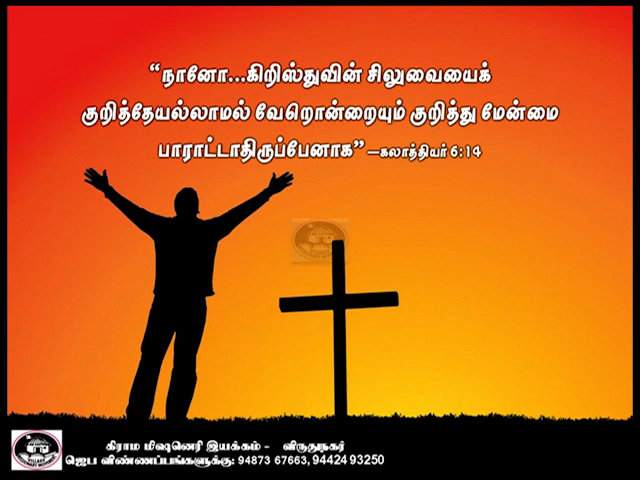 “நானோ...கிறிஸ்துவின் சிலுவையைக்
குறித்தேயல்லாமல் வேறொன்றையும் குறித்து மேன்மை
பாராட்டாதிருப்பேனாக” –கலாத்தியர் 6:14
கிராம மிஷனெரி இயக்கம் - விருதுநகர்
ஜெப விண்ணப்பங்களுக்கு: 94873 67663, 94424 93250